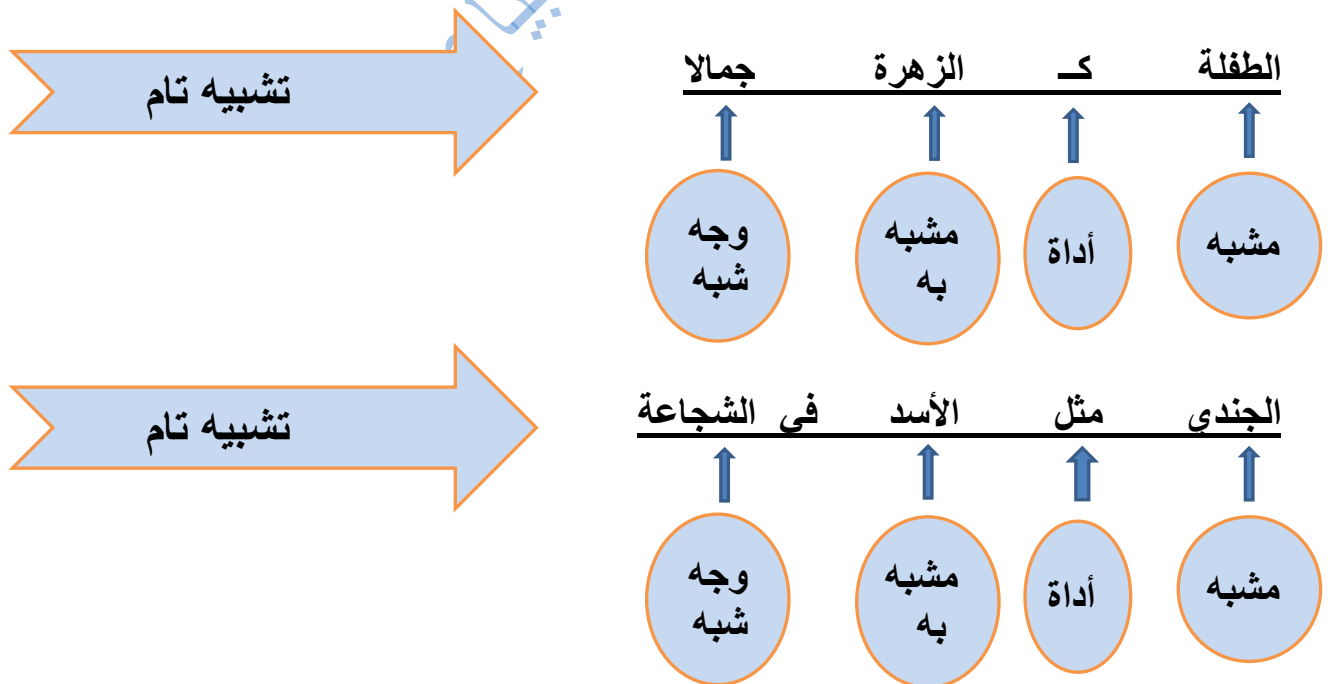 الطفلة كـــ الزهرة جمالا
تشبيه تام
مشبه
أداة
مشبه
به
وجه
شبه
الجندي مثل الأسد في الشجاعة
تشبيه تام
مشبه
أداة
مشبه
به
وجه
شبه